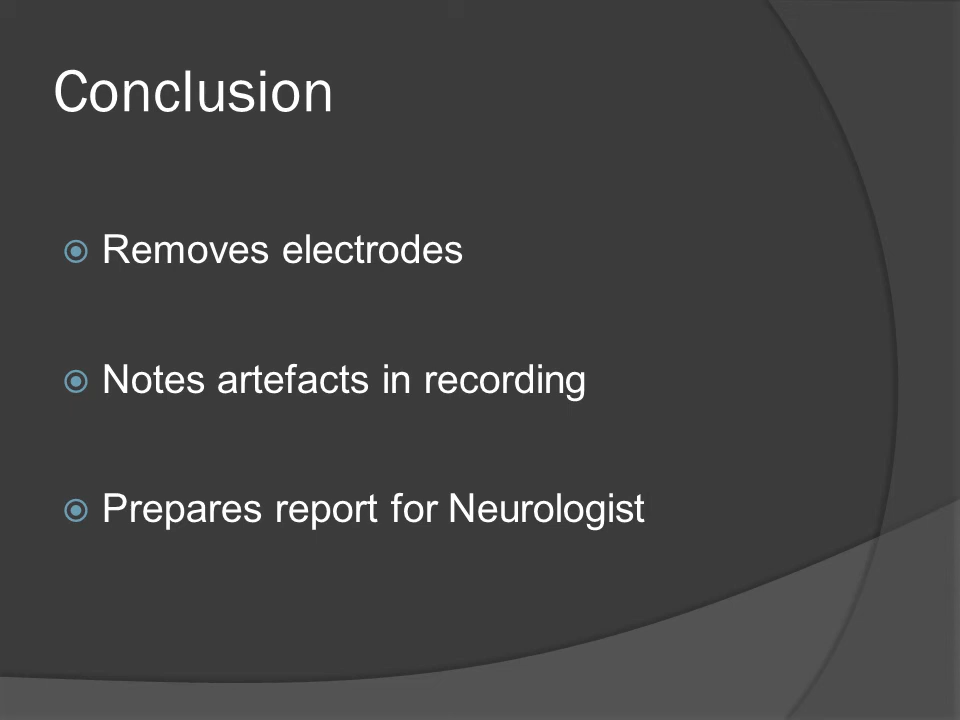 Conclusion
Removes electrodes
Notes artefacts in recording
Prepares report for Neurologist